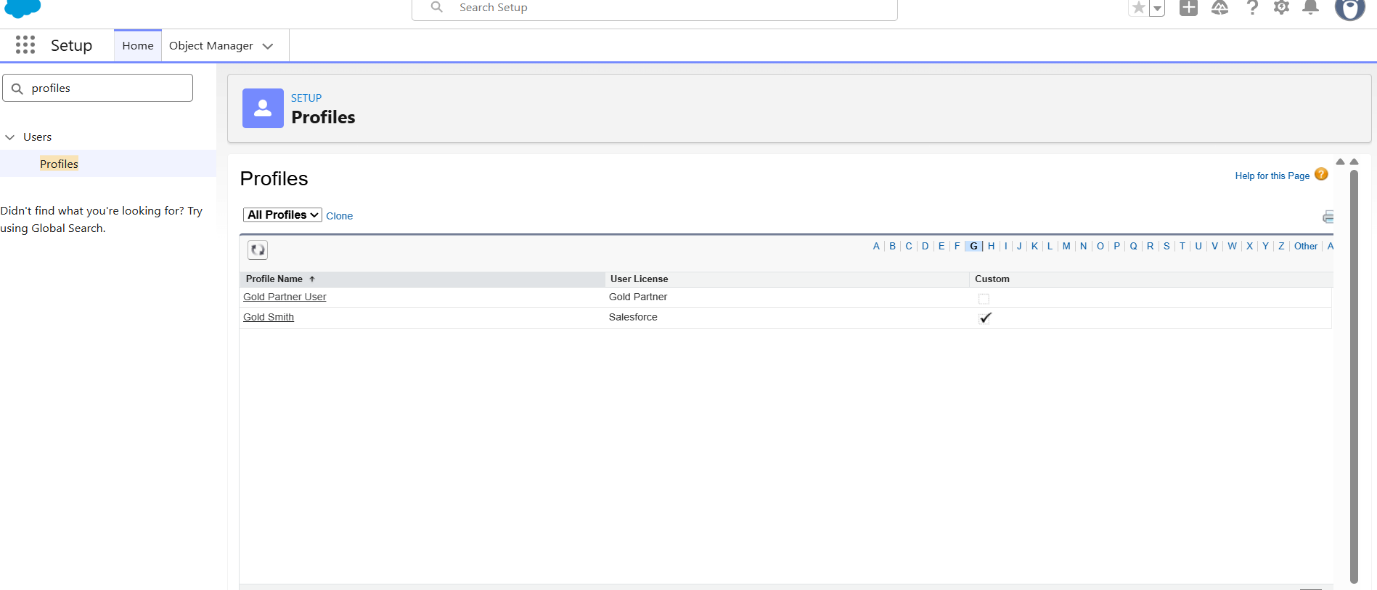 Search Setup
Setup
Home
Object Manager
profiles
Users
Profiles
Didn't find what you're looking for? Try
using Global Search.
SETUP
Profiles
Profiles
Help for this Page ?
All Profiles Clone
A | B | C | D | E | F | G | H | I | J | K | L | M | N | O | P | Q | R | S | T | U | V | W | X | Y | Z | Other | A
Profile Name ↑ User License Custom
Gold Partner User Gold Partner
Gold Smith Salesforce ✓